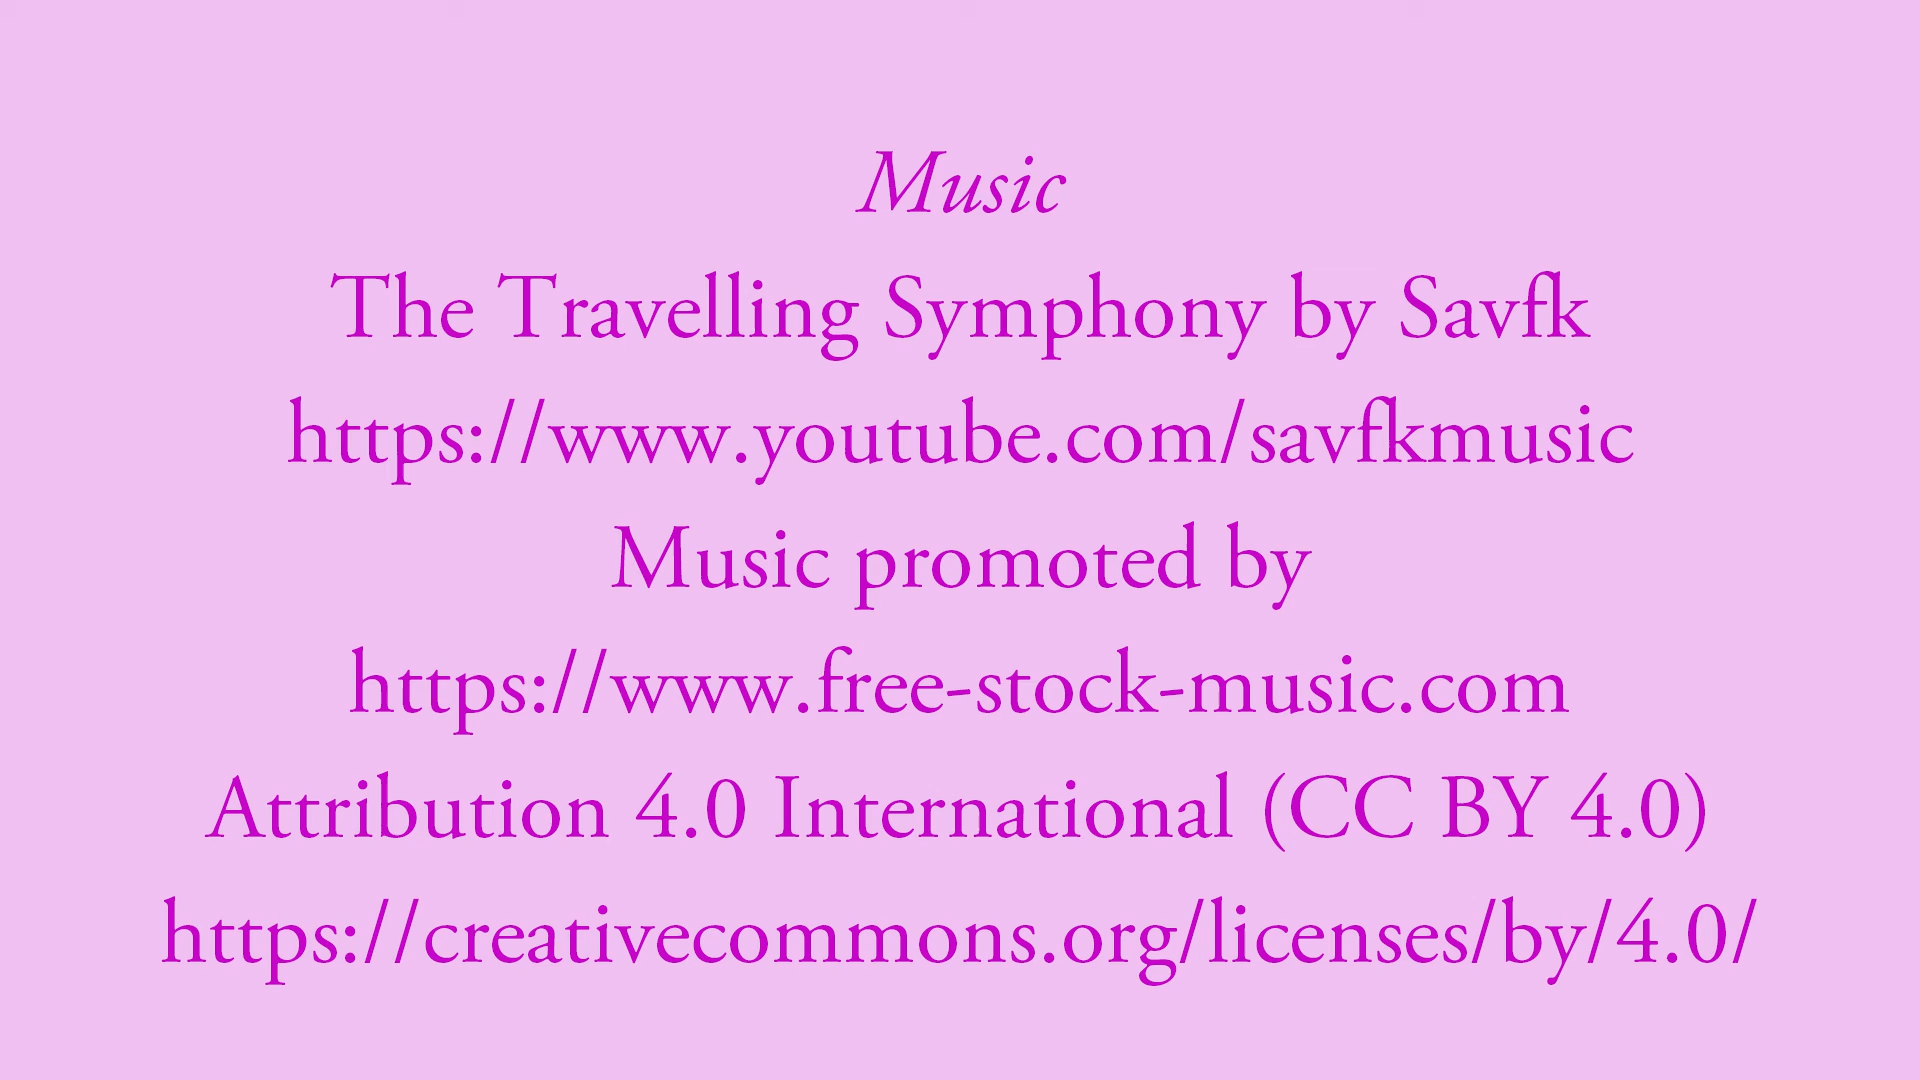 Music
The Travelling Symphony by Savfk
https://www.youtube.com/savfkmusic
Music promoted by
https://www.free-stock-music.com
Attribution 4.0 International (CC BY 4.0)
https://creativecommons.org/licenses/by/4.0/